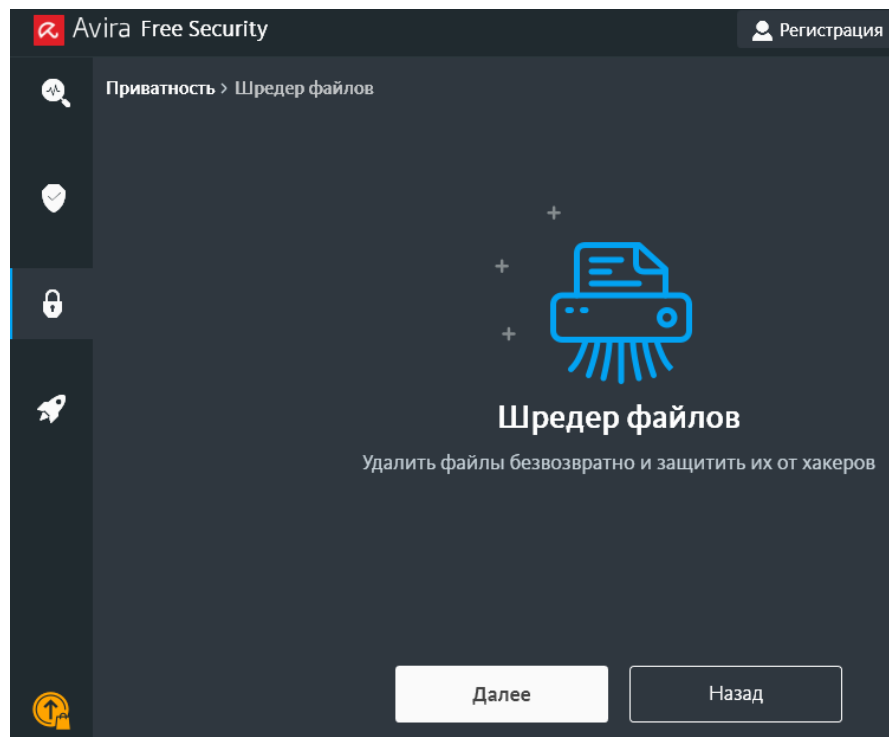 Avira Free Security
Регистрация
Приватность > Шредер файлов
Шредер файлов
Удалить файлы безвозвратно и защитить их от хакеров
Далее
Назад